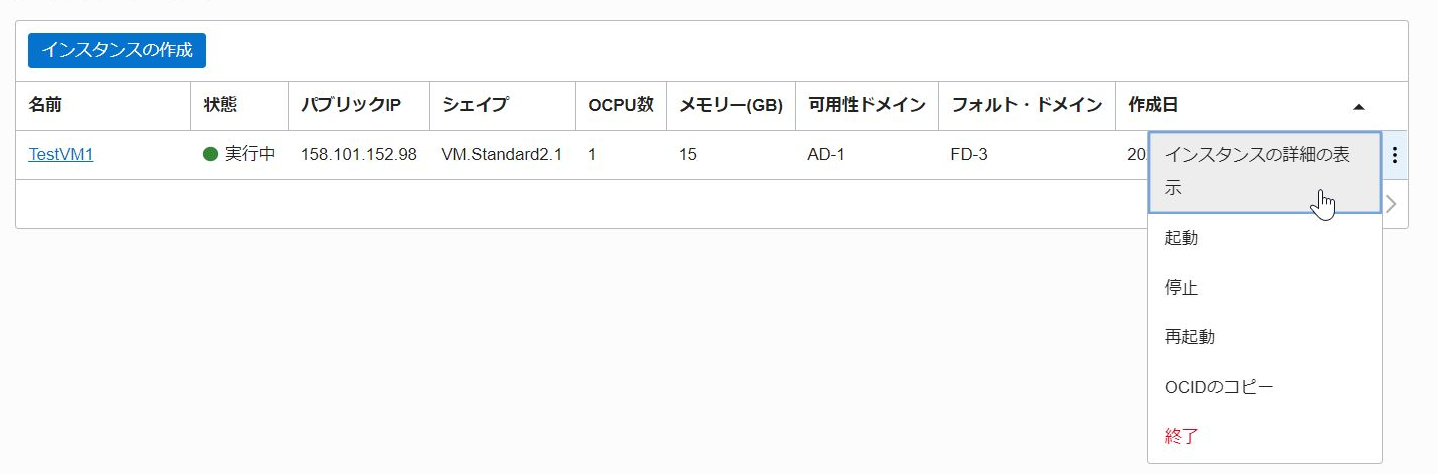 インスタンスの作成
名前 状態 パブリックIP シェイプ OCPU数 メモリー(GB) 可用性ドメイン フォルト・ドメイン 作成日
TestVM1 実行中 158.101.152.98 VM.Standard2.1 1 15 AD-1 FD-3 20
インスタンスの詳細の表
示
起動
停止
再起動
OCIDのコピー
終了